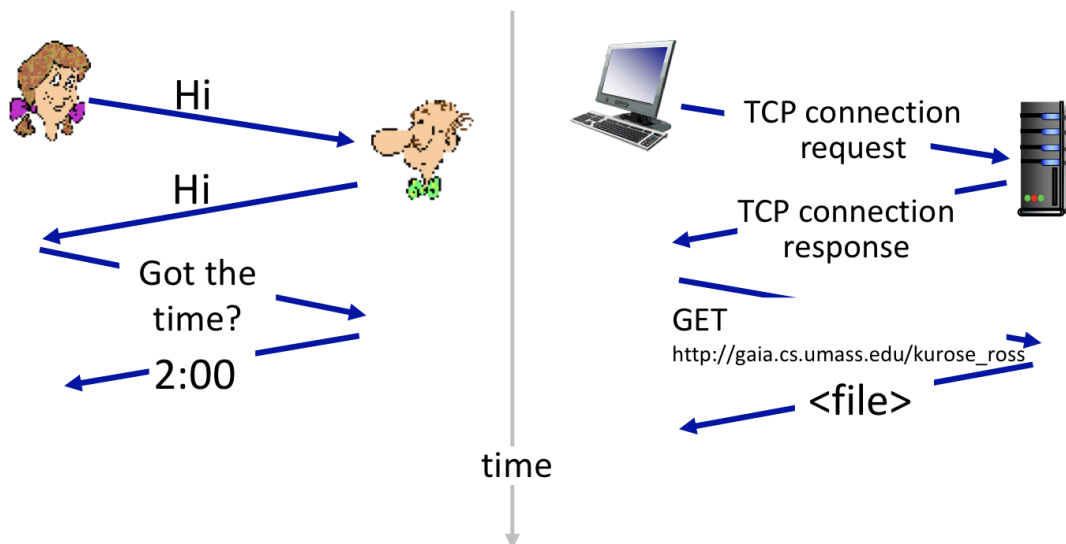 Hi
Hi
Got the
time?
2:00
TCP connection
request
TCP connection
response
GET
http://gaia.cs.umass.edu/kurose_ross
<file>
time